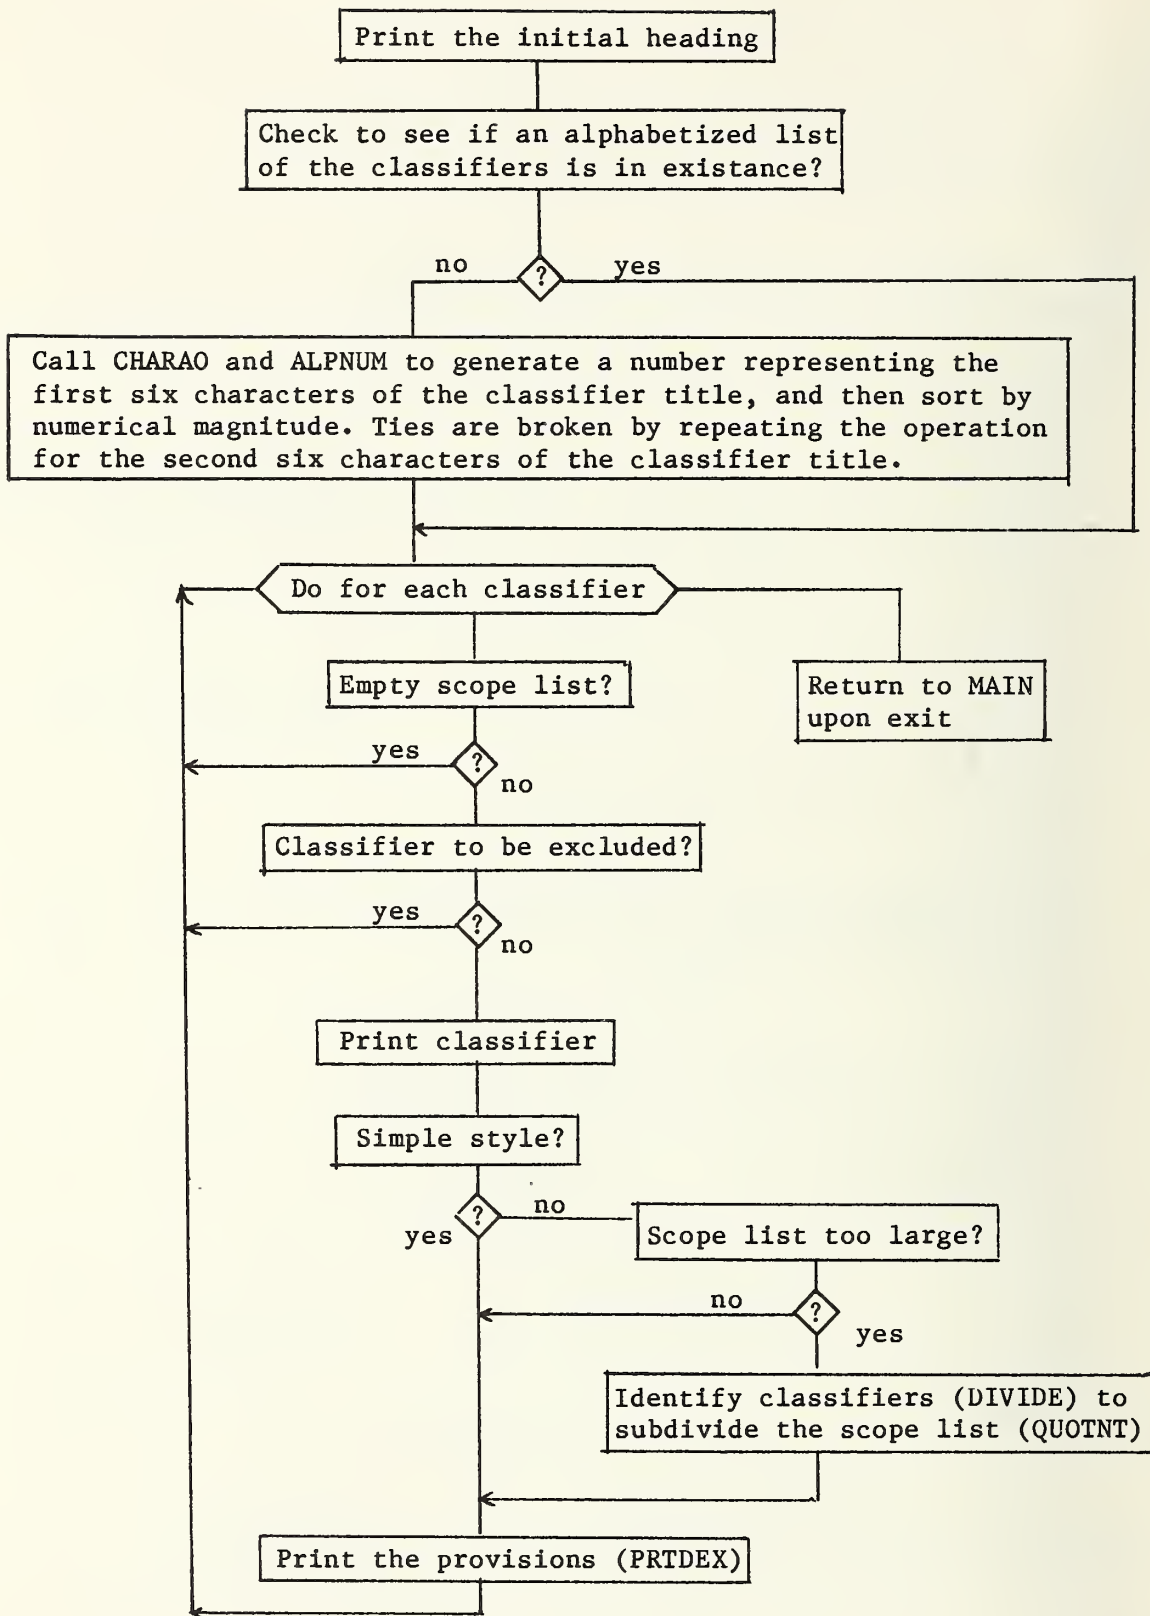 Print the initial heading
Check to see if an alphabetized list
of the classifiers is in existance?
?
no
yes
Call CHARAO and ALPNUM to generate a number representing the
first six characters of the classifier title, and then sort by
numerical magnitude. Ties are broken by repeating the operation
for the second six characters of the classifier title.
Do for each classifier
Empty scope list?
Return to MAIN
upon exit
yes
?
no
Classifier to be excluded?
yes
?
no
Print classifier
Simple style?
?
no
yes
Scope list too large?
no
?
yes
Identify classifiers (DIVIDE) to
subdivide the scope list (QUOTNT)
Print the provisions (PRTDEX)